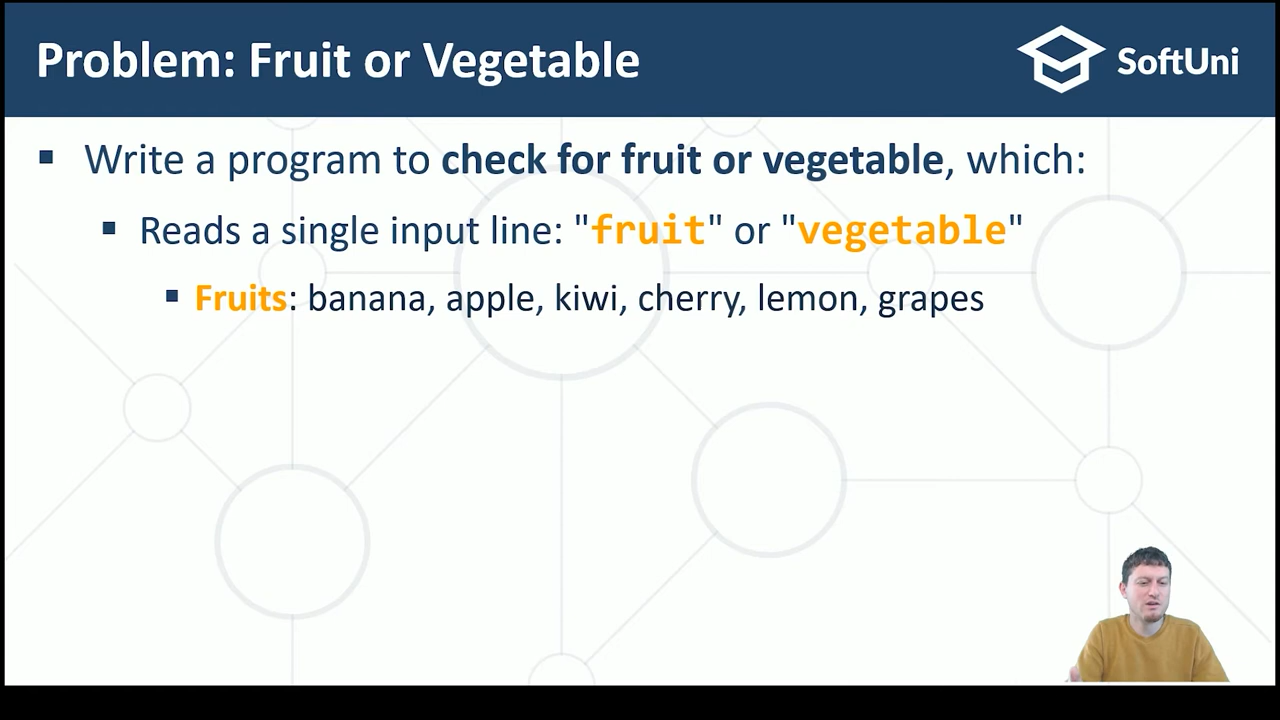 Problem: Fruit or Vegetable
SoftUni
▪ Write a program to check for fruit or vegetable, which:
▪ Reads a single input line: "fruit" or "vegetable"
▪ Fruits: banana, apple, kiwi, cherry, lemon, grapes